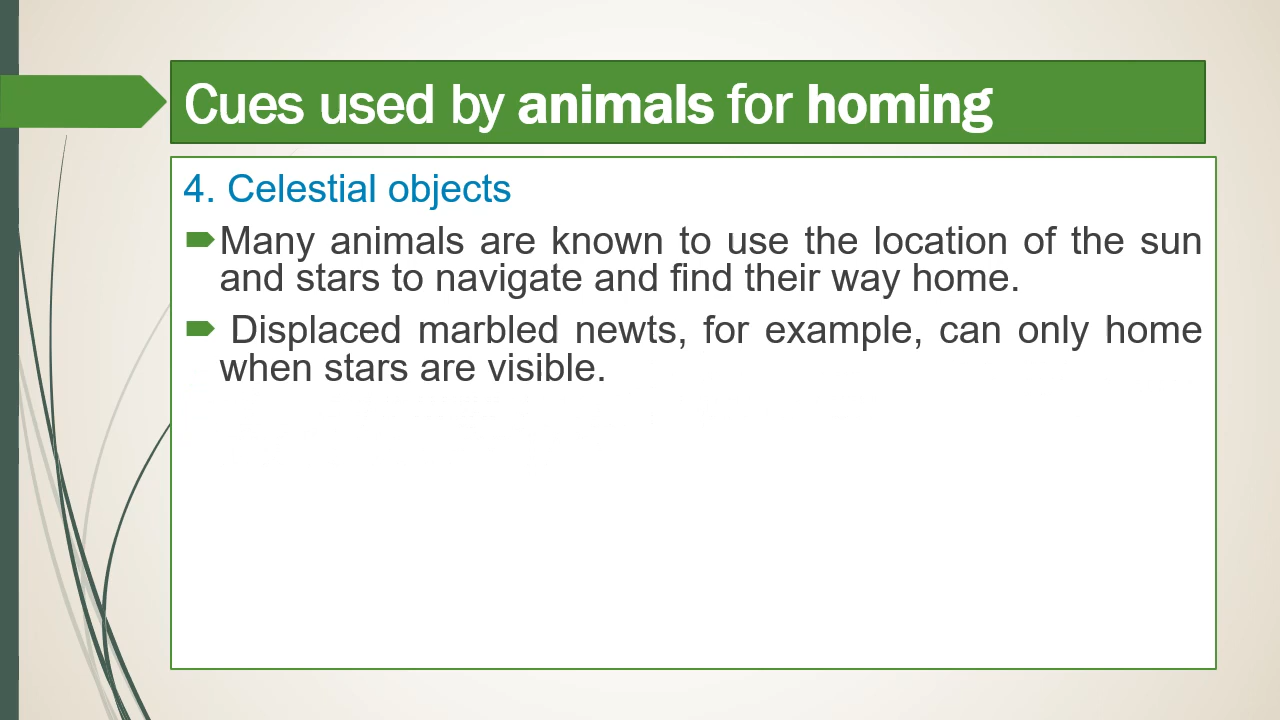 Cues used by animals for homing
4. Celestial objects
Many animals are known to use the location of the sun
and stars to navigate and find their way home.
Displaced marbled newts, for example, can only home
when stars are visible.